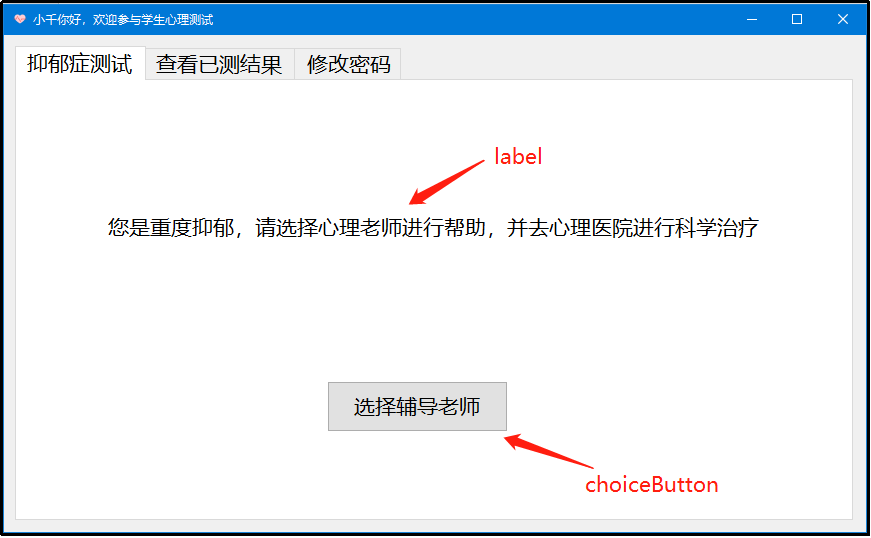 小千你好，欢迎参与学生心理测试
抑郁症测试 查看已测结果 修改密码
label
您是重度抑郁，请选择心理老师进行帮助，并去心理医院进行科学治疗
选择辅导老师
choiceButton